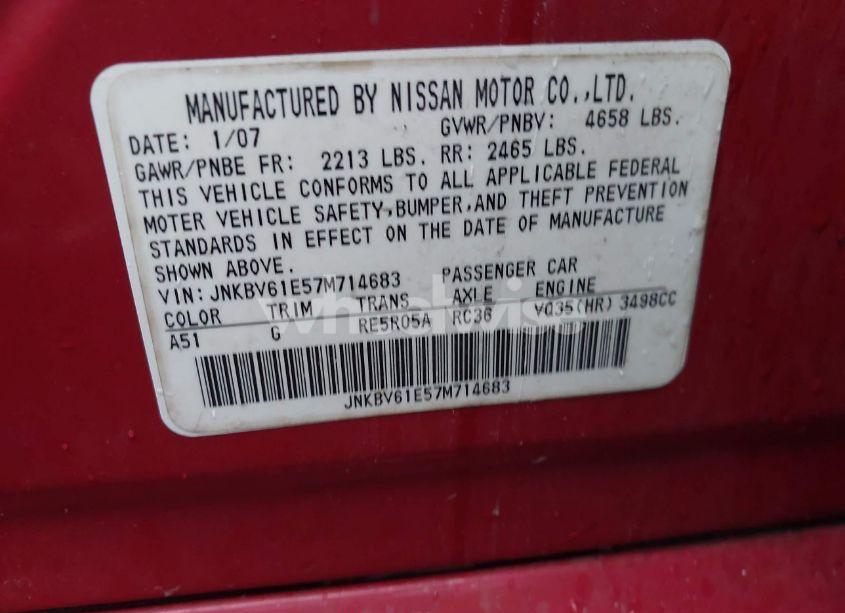 MANUFACTURED BY NISSAN MOTOR CO.,LTD.
DATE: 1/07 GVWR/PNBV: 4658 LBS.
GAWR/PNBE FR: 2213 LBS. RR: 2465 LBS.
THIS VEHICLE CONFORMS TO ALL APPLICABLE FEDERAL
MOTER VEHICLE SAFETY,BUMPER,AND THEFT PREVENTION
STANDARDS IN EFFECT ON THE DATE OF MANUFACTURE
SHOWN ABOVE.
VIN:JNKBV61E57M714683 PASSENGER CAR
COLOR TRIM TRANS AXLE ENGINE
A51 G RE5R05A RC36 VQ35(HR) 3498CC
JNKBV61E57M714683